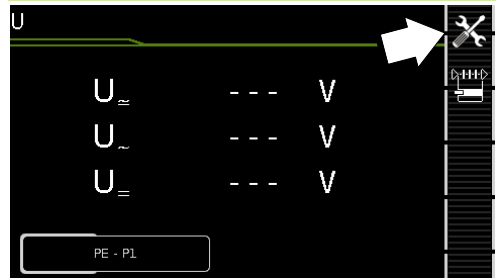 U
U≃ --- V
U~ --- V
U= --- V
PE - P1